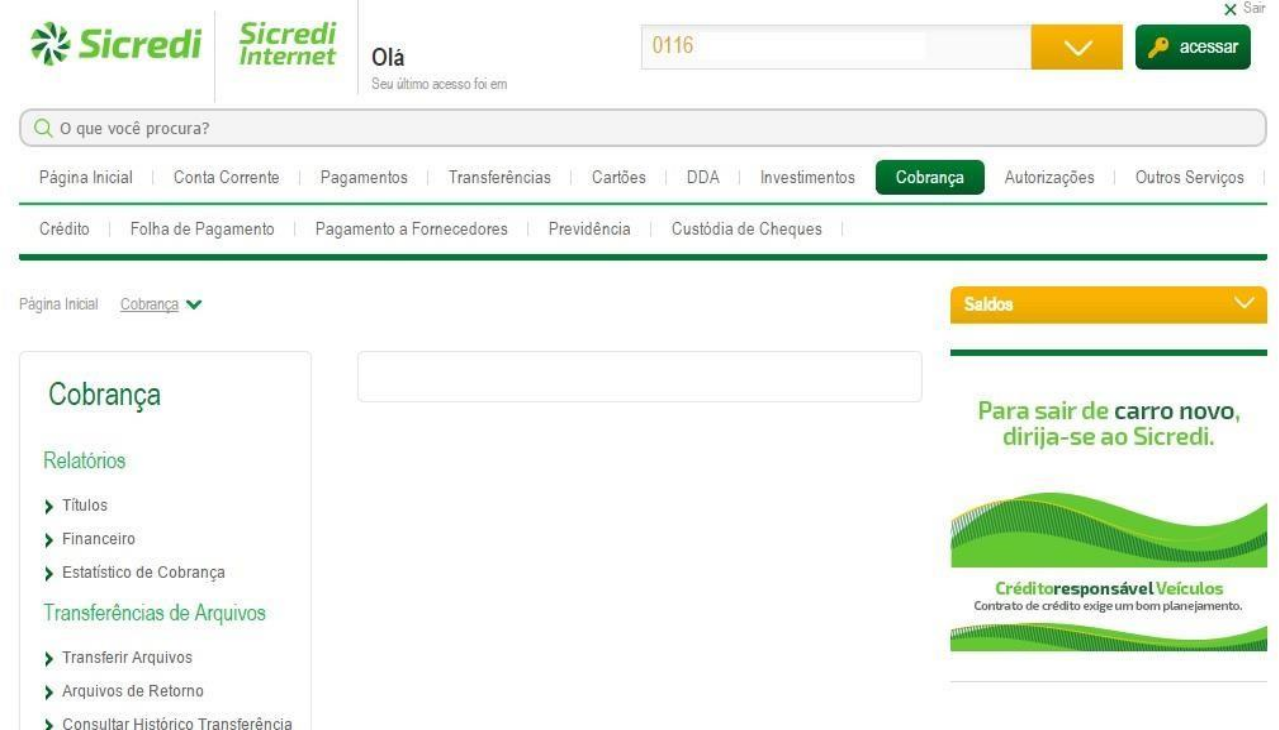 Sair
Sicredi
Sicredi
Internet
Olá
Seu último acesso foi em
0116
acessar
O que você procura?
Página Inicial Conta Corrente Pagamentos Transferências Cartões DDA Investimentos Cobrança Autorizações Outros Serviços
Crédito Folha de Pagamento Pagamento a Fornecedores Previdência Custódia de Cheques
Página Inicial Cobrança
Saldos
Cobrança
Relatórios
Títulos
Financeiro
Estatístico de Cobrança
Transferências de Arquivos
Transferir Arquivos
Arquivos de Retorno
Consultar Histórico Transferência
Para sair de carro novo,
dirija-se ao Sicredi.
Créditoresponsável Veículos
Contrato de crédito exige um bom planejamento.